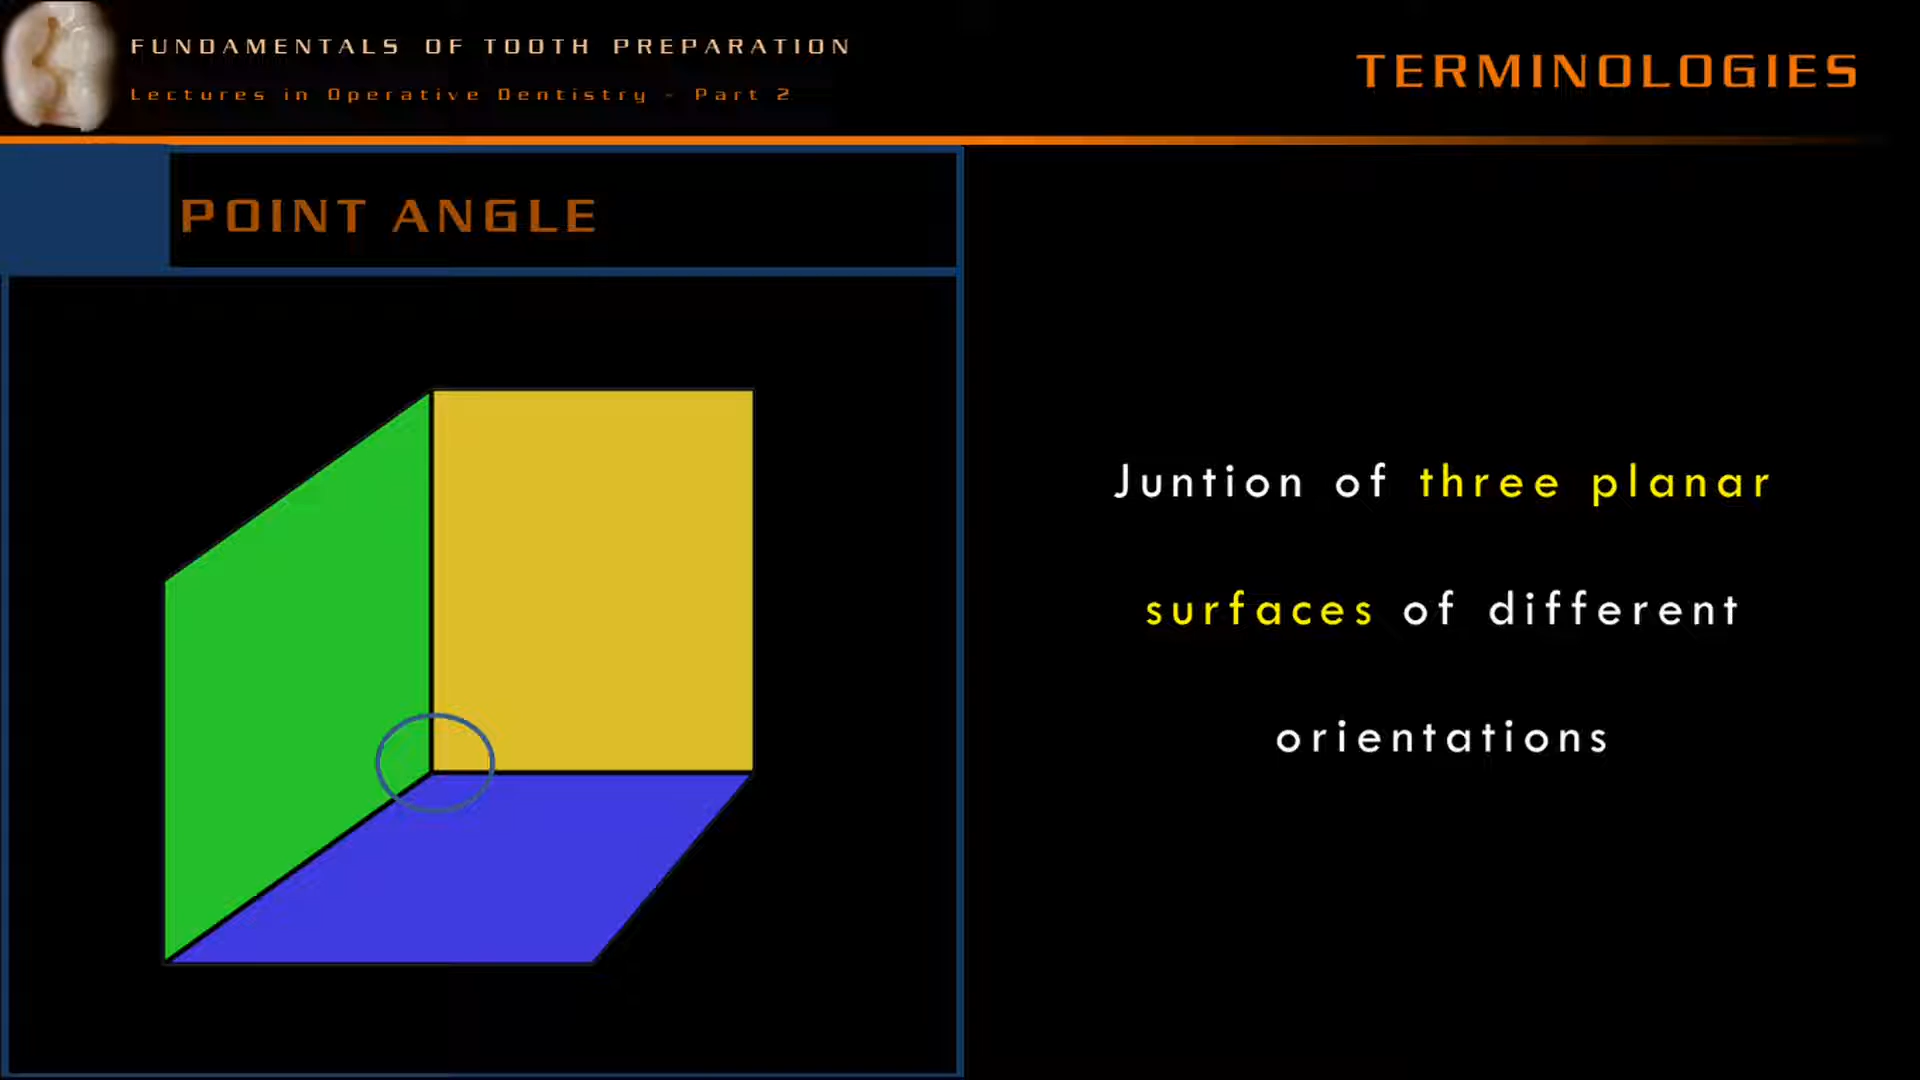 FUNDAMENTALS OF TOOTH PREPARATION
Lectures in Operative Dentistry - Part 2
TERMINOLOGIES
POINT ANGLE
Juntion of three planar
surfaces of different
orientations